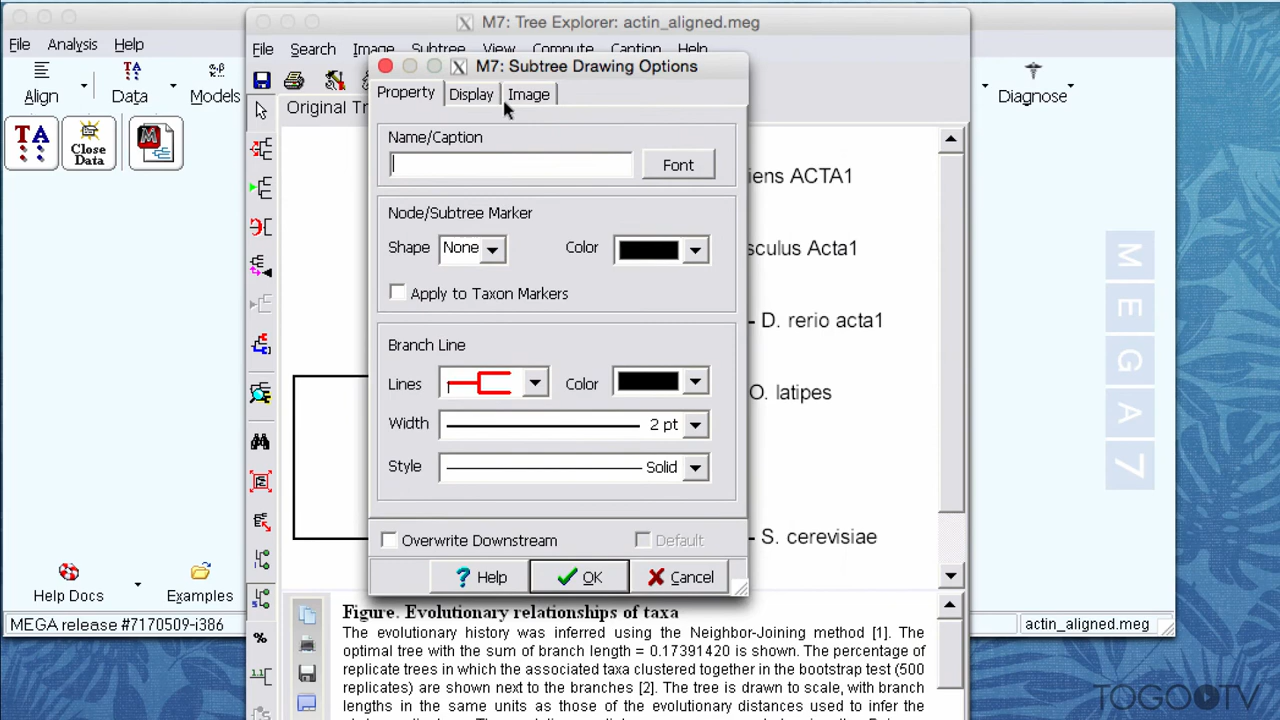 M7: Tree Explorer: actin_aligned.meg
File Analysis Help
File Search Image Subtree View Compute Caption Help
Align Data Models
Diagnose
TA
Close
Data
M
Original Tr
M7: Subtree Drawing Options
Property Display Image
Name/Caption
Font
Node/Subtree Marker
Shape None Color
Apply to Taxon Markers
Branch Line
Lines Color
Width 2 pt
Style Solid
Overwrite Downstream Default
? Help OK Cancel
iens ACTA1
sculus Acta1
D. rerio acta1
O. latipes
S. cerevisiae
M
E
G
A
7
Help Docs Examples
MEGA release #7170509-i386
actin_aligned.meg
%
Figure. Evolutionary relationships of taxa
The evolutionary history was inferred using the Neighbor-Joining method [1]. The
optimal tree with the sum of branch length = 0.17391420 is shown. The percentage of
replicate trees in which the associated taxa clustered together in the bootstrap test (500
replicates) are shown next to the branches [2]. The tree is drawn to scale, with branch
lengths in the same units as those of the evolutionary distances used to infer the
TOGOTV